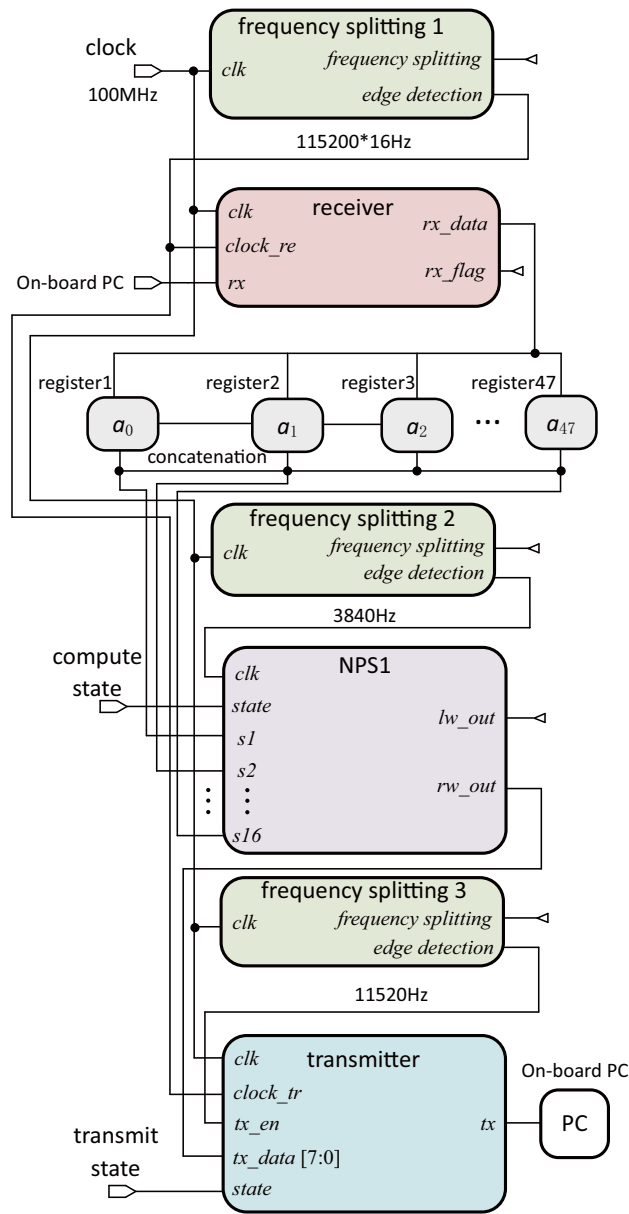 frequency splitting 1
clock
clk
frequency splitting
100MHz
edge detection
115200*16Hz
receiver
clk
rx_data
clock_re
rx_flag
On-board PC
rx
register1
register2
register3
register47
a₀
a₁
a₂
...
a₄₇
concatenation
frequency splitting 2
clk
frequency splitting
edge detection
3840Hz
compute
state
NPS1
clk
state
lw_out
s1
s2
rw_out
s16
frequency splitting 3
clk
frequency splitting
edge detection
11520Hz
transmitter
clk
On-board PC
clock_tr
tx_en
tx
PC
transmit
state
tx_data [7:0]
state